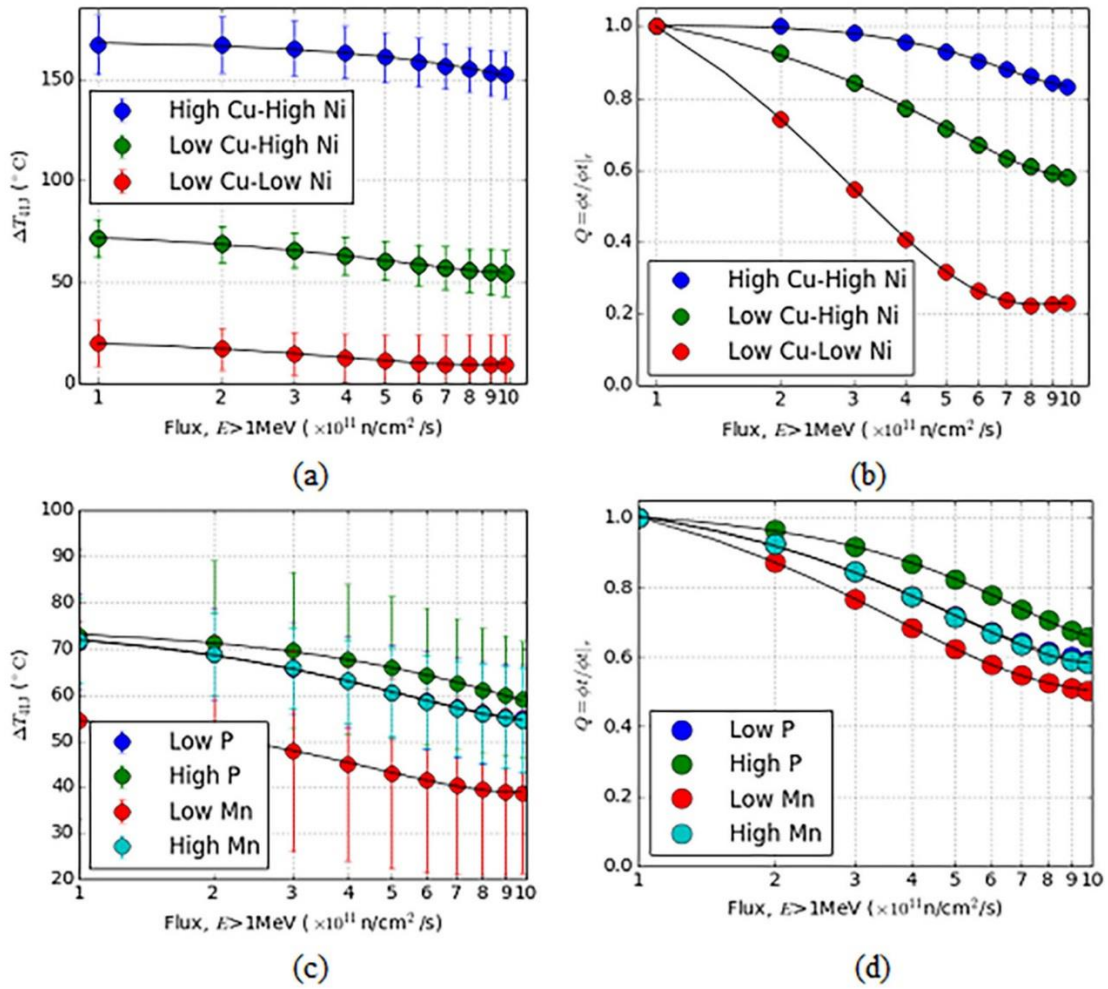 150
100
50
0
ΔT₄₁J (°C)
High Cu-High Ni
Low Cu-High Ni
Low Cu-Low Ni
1 2 3 4 5 6 7 8 9 10
Flux, E>1MeV (×10¹¹ n/cm²/s)
(a)
1.0
0.8
0.6
0.4
0.2
0.0
Q=ϕt/ϕt|ᵣ
High Cu-High Ni
Low Cu-High Ni
Low Cu-Low Ni
1 2 3 4 5 6 7 8 9 10
Flux, E>1MeV (×10¹¹ n/cm²/s)
(b)
100
90
80
70
60
50
40
30
20
ΔT₄₁J (°C)
Low P
High P
Low Mn
High Mn
1 2 3 4 5 6 7 8 9 10
Flux, E>1MeV (×10¹¹ n/cm²/s)
(c)
1.0
0.8
0.6
0.4
0.2
0.0
Q=ϕt/ϕt|ᵣ
Low P
High P
Low Mn
High Mn
1 2 3 4 5 6 7 8 9 10
Flux, E>1MeV (×10¹¹ n/cm²/s)
(d)